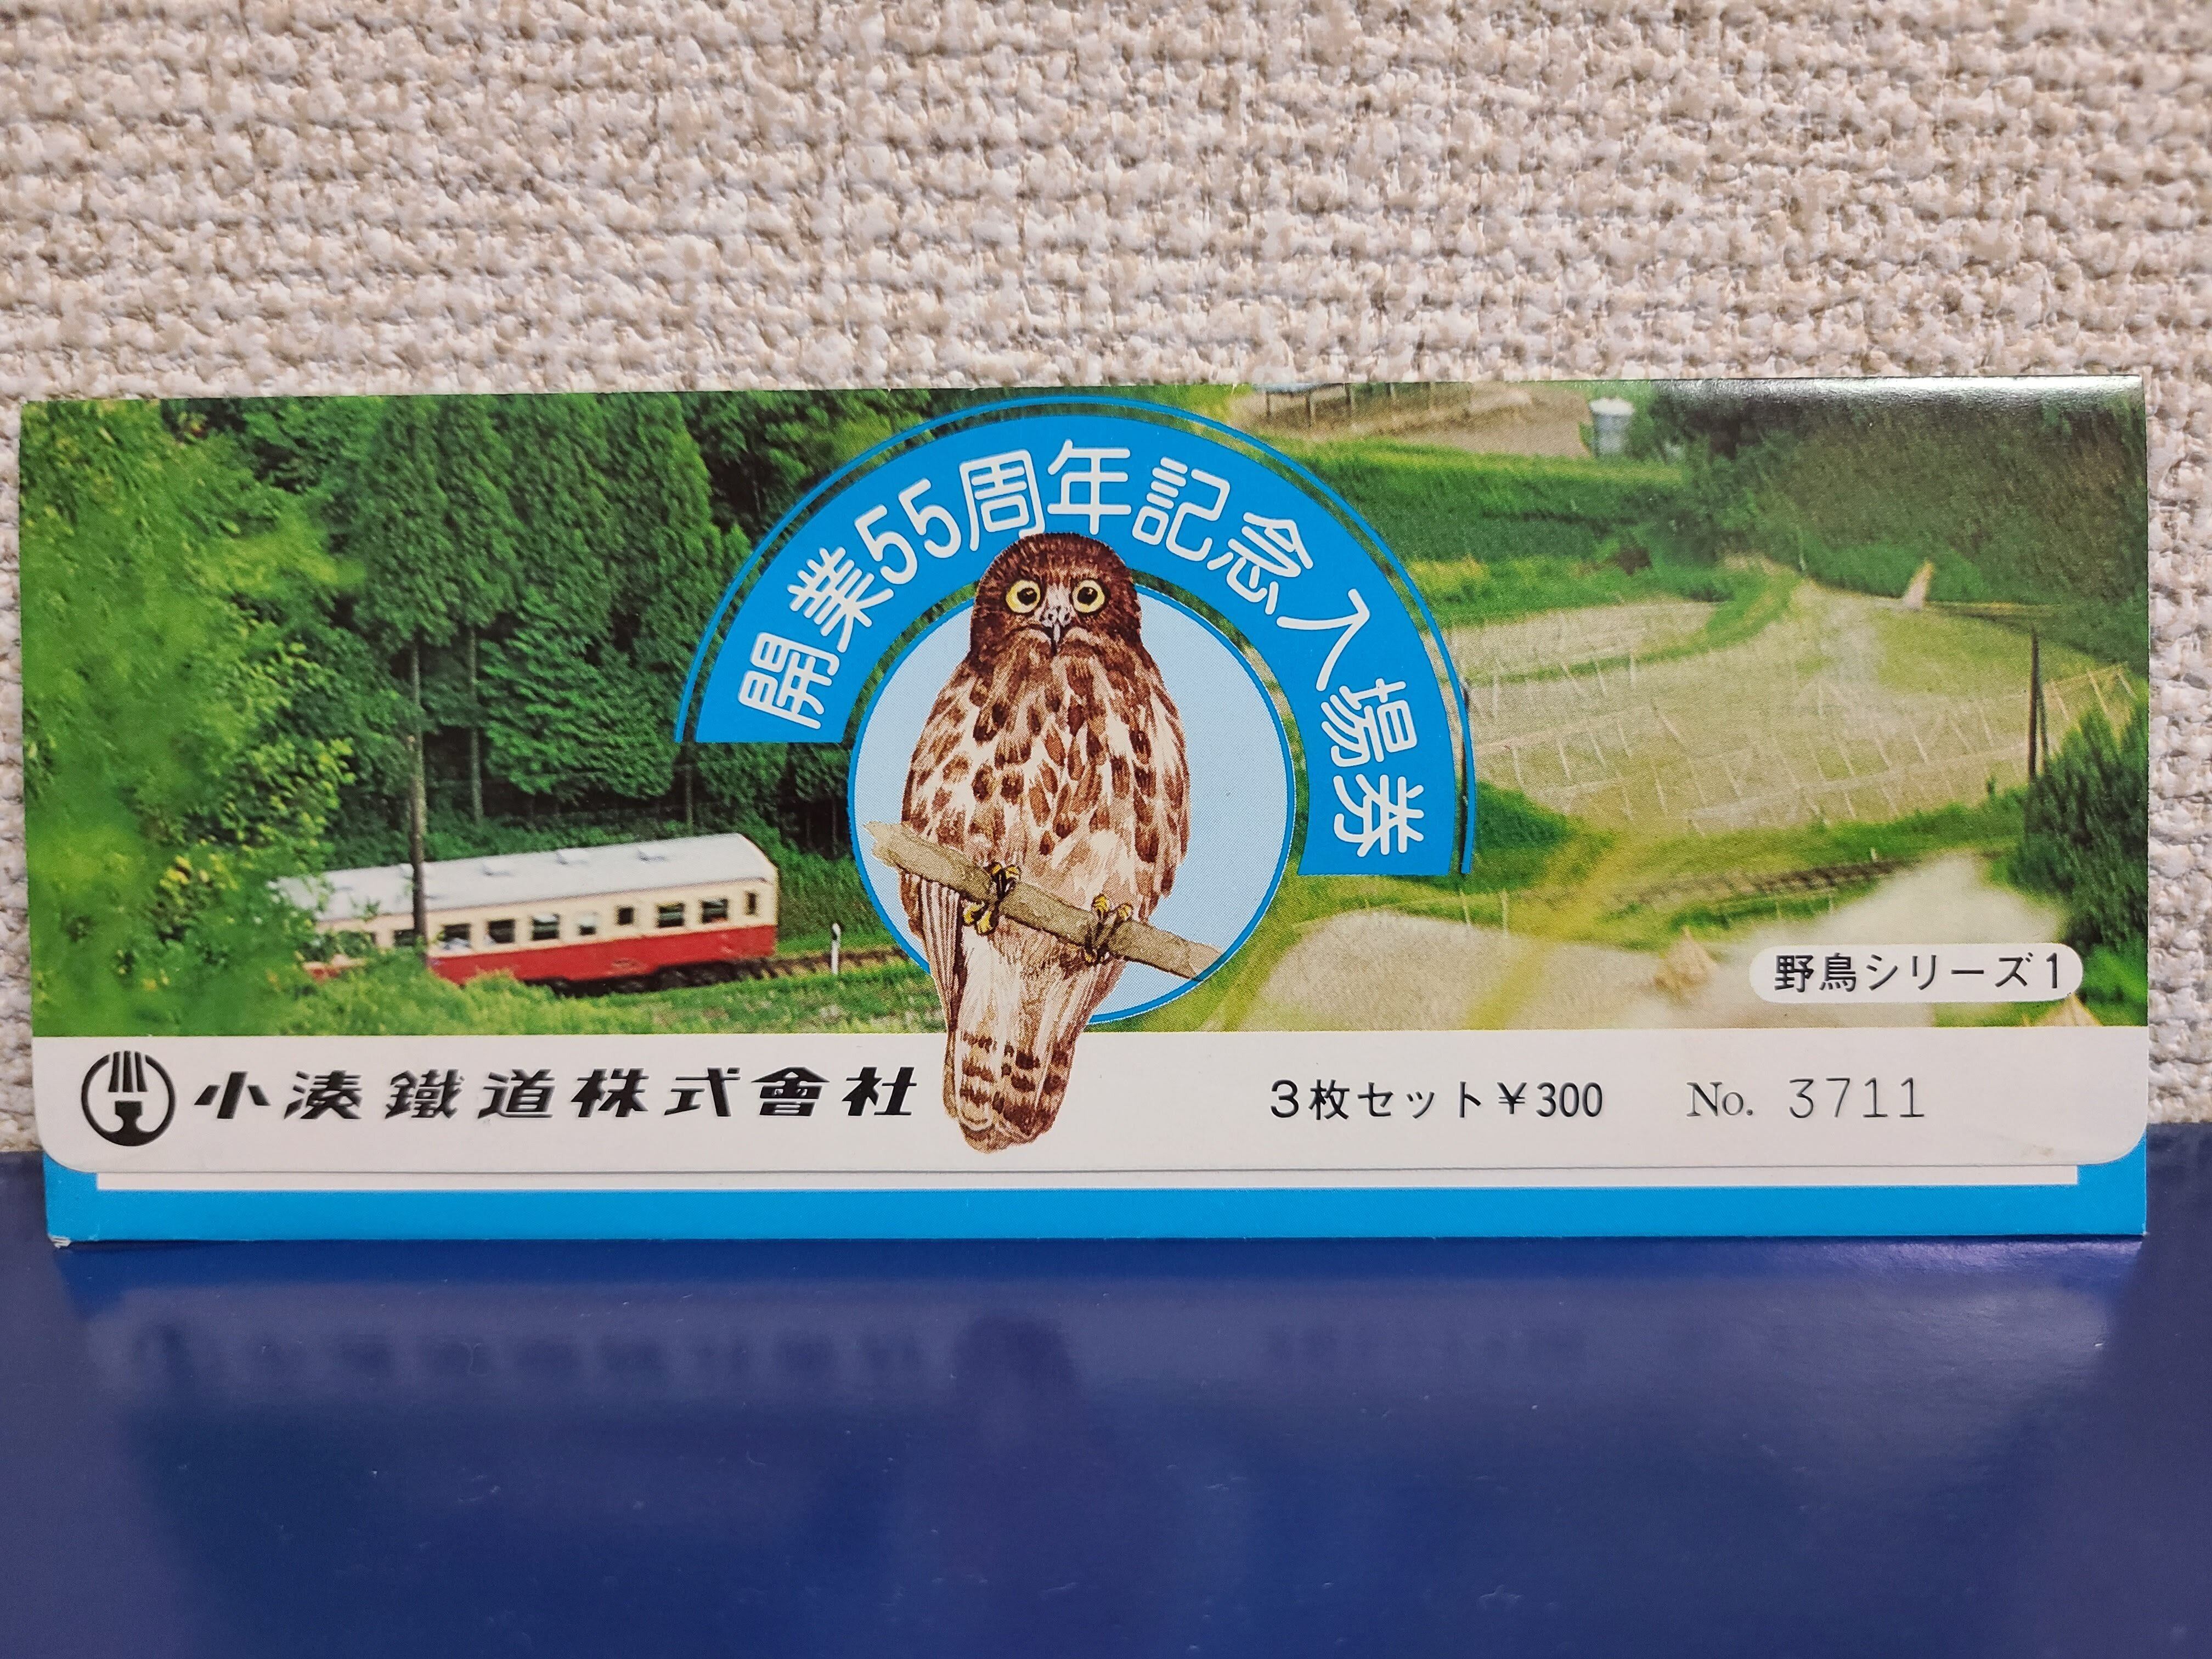 開業55周年記念入場券
野鳥シリーズ1
小湊鐵道株式會社
3枚セット¥300 No. 3711